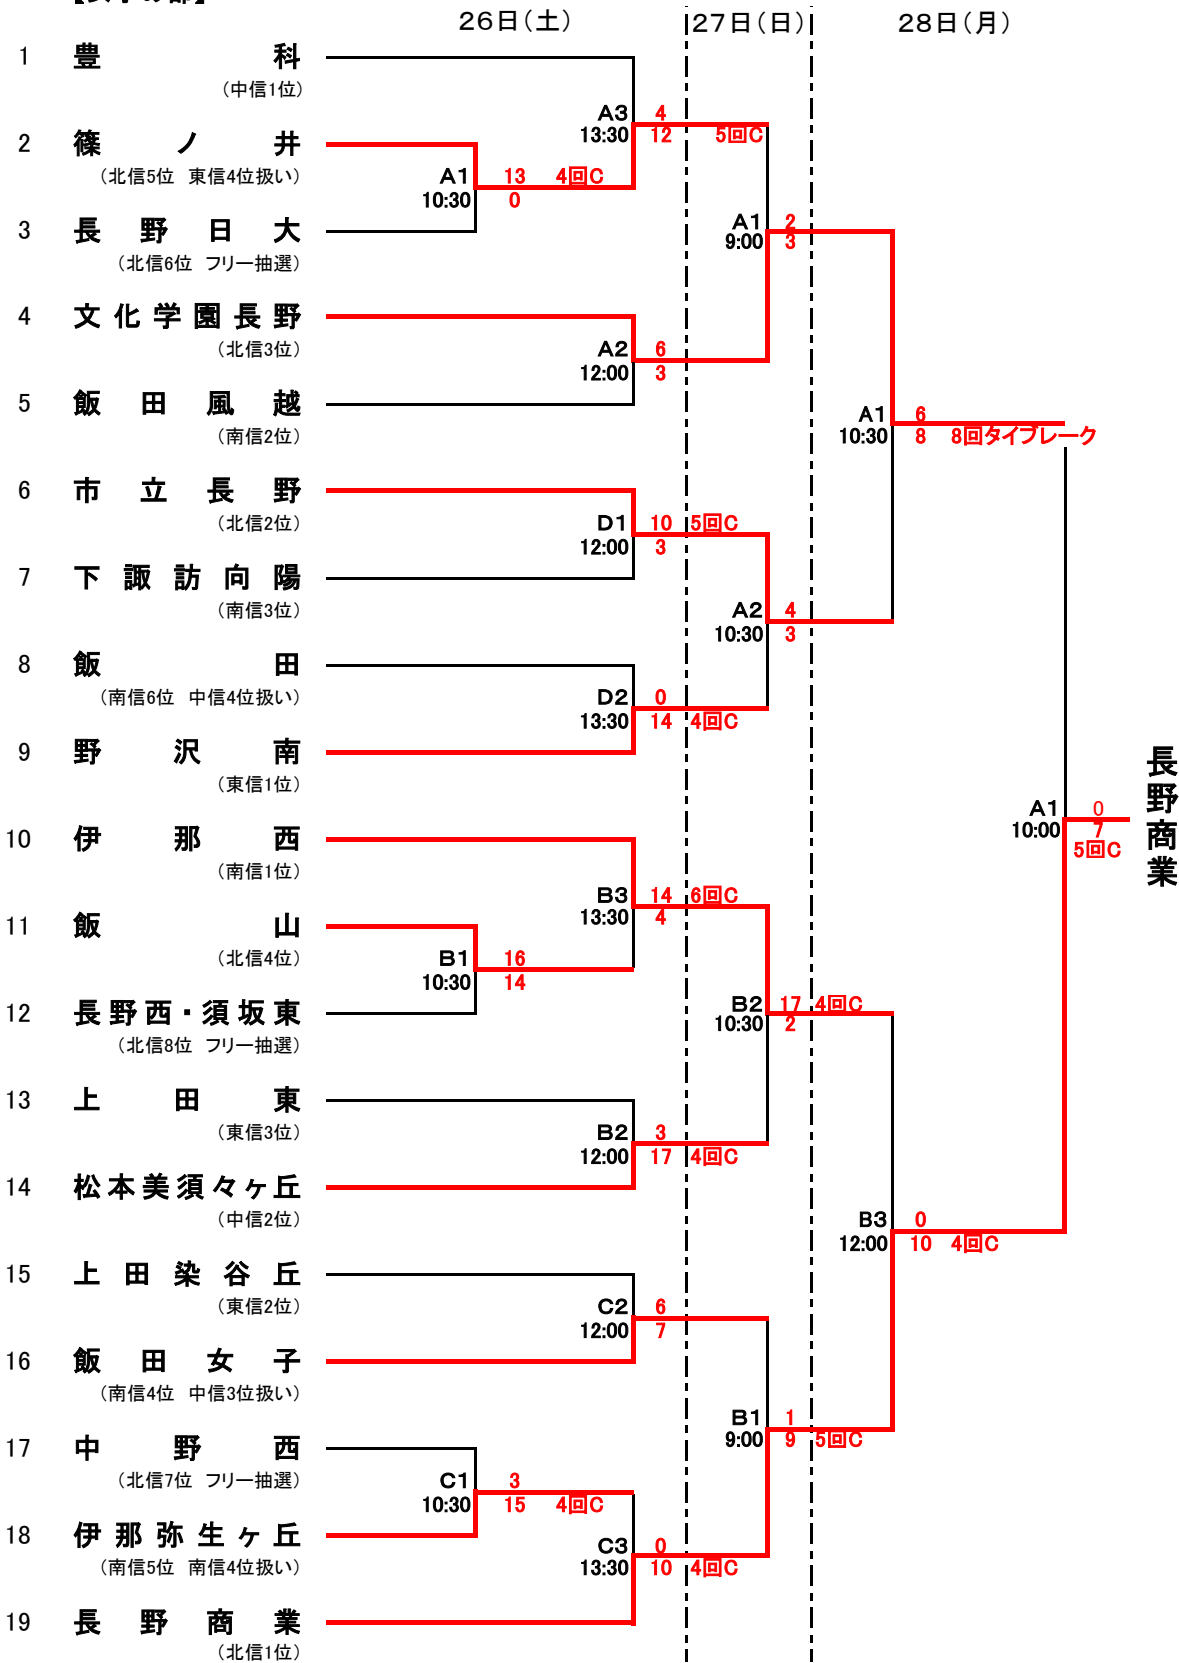 26日(土) 27日(日) 28日(月)
1 豊科
(中信1位)
A3 4
13:30 12 5回C
2 篠ノ井
(北信5位 東信4位扱い)
A1 13 4回C
10:30 0
3 長野日大
(北信6位 フリー抽選)
A1 2
9:00 3
4 文化学園長野
(北信3位)
A2 6
12:00 3
5 飯田風越
(南信2位)
A1 6
10:30 8 8回タイブレーク
6 市立長野
(北信2位)
D1 10 5回C
12:00 3
7 下諏訪向陽
(南信3位)
A2 4
10:30 3
8 飯田
(南信6位 中信4位扱い)
D2 0
13:30 14 4回C
9 野沢南
(東信1位)
長野商業
A1 0
10:00 7
5回C
10 伊那西
(南信1位)
B3 14 6回C
13:30 4
11 飯山
(北信4位)
B1 16
10:30 14
12 長野西・須坂東
(北信8位 フリー抽選)
B2 17 4回C
10:30 2
13 上田東
(東信3位)
B2 3
12:00 17 4回C
14 松本美須々ヶ丘
(中信2位)
B3 0
12:00 10 4回C
15 上田染谷丘
(東信2位)
C2 6
12:00 7
16 飯田女子
(南信4位 中信3位扱い)
B1 1
9:00 9 5回C
17 中野西
(北信7位 フリー抽選)
C1 3
10:30 15 4回C
18 伊那弥生ヶ丘
(南信5位 南信4位扱い)
C3 0
13:30 10 4回C
19 長野商業
(北信1位)